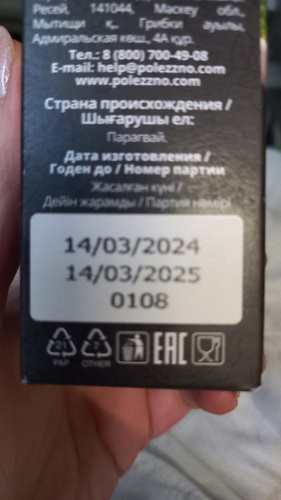 Ресей, 141044, Мәскеу обл.,
Мытищи қ., Грибки ауылы,
Адмиральская көш., 4А құр.
Тел.: 8 (800) 700-49-08
E-mail: help@polezzno.com
www.polezzno.com
Страна происхождения /
Шығарушы ел:
Парагвай.
Дата изготовления /
Годен до / Номер партии
Жасалған күні /
Дейін жарамды / Партия нөмірі
14/03/2024
14/03/2025
0108
21 PAP
7 OTHER
EAC